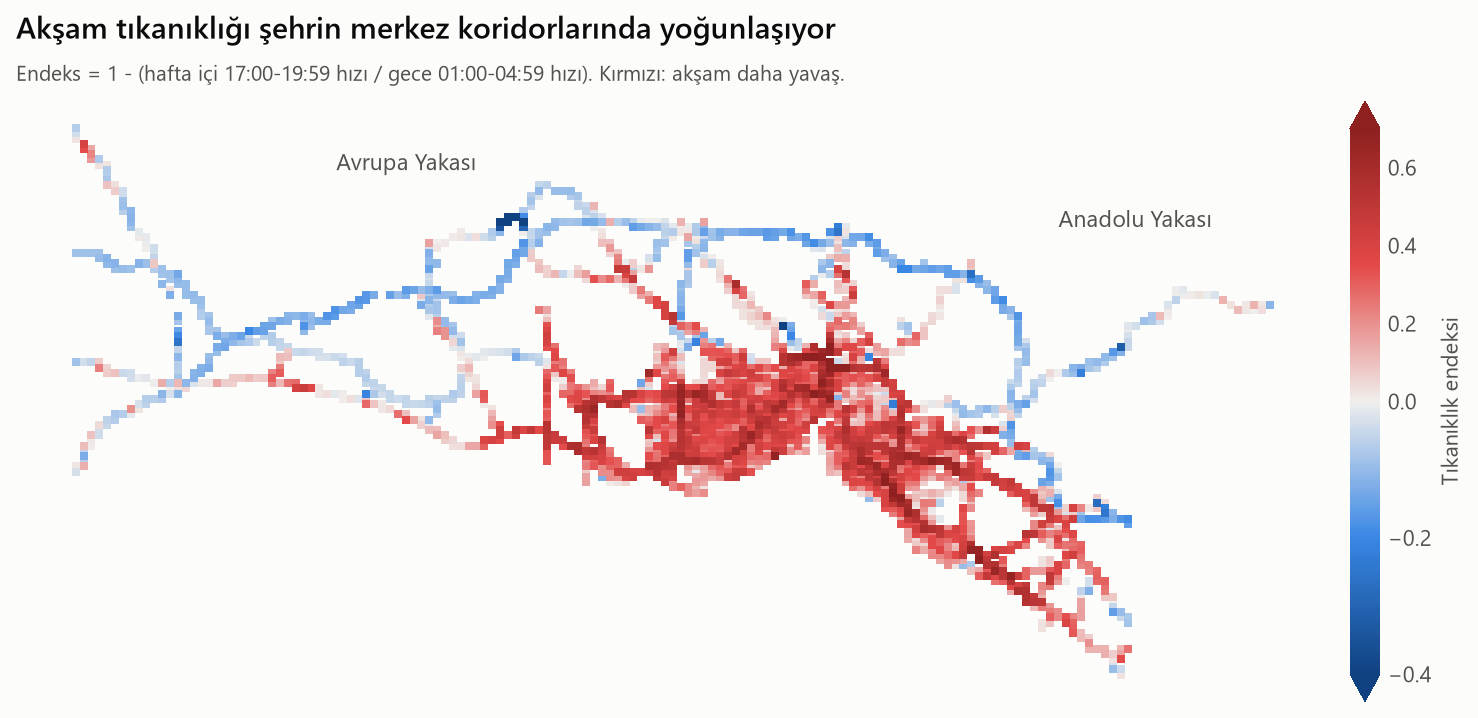 Akşam tıkanıklığı şehrin merkez koridorlarında yoğunlaşıyor
Endeks = 1 - (hafta içi 17:00-19:59 hızı / gece 01:00-04:59 hızı). Kırmızı: akşam daha yavaş.
Avrupa Yakası
Anadolu Yakası
0.6
0.4
0.2
0.0
−0.2
−0.4
Tıkanıklık endeksi